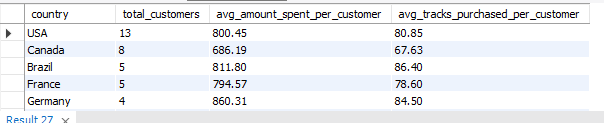 country total_customers avg_amount_spent_per_customer avg_tracks_purchased_per_customer
USA 13 800.45 80.85
Canada 8 686.19 67.63
Brazil 5 811.80 86.40
France 5 794.57 78.60
Germany 4 860.31 84.50
Result 27 ×